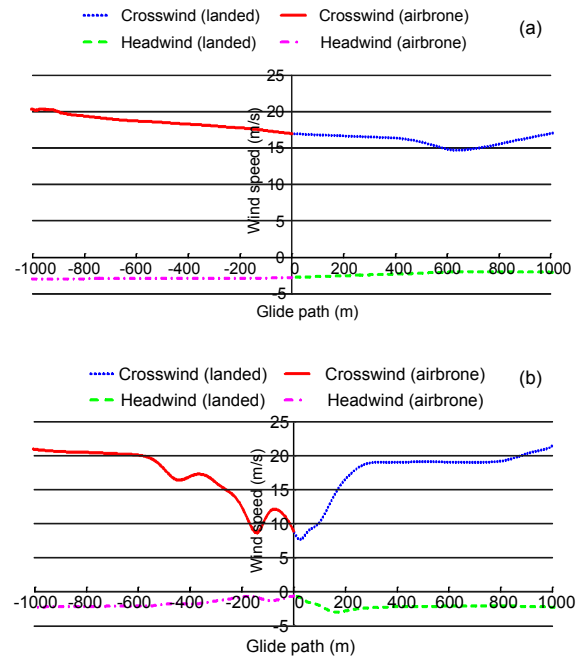 Crosswind (landed) Crosswind (airbrone) (a)
Headwind (landed) Headwind (airbrone)
25
20
15
10
5
0
-5
Wind speed (m/s)
-1000 -800 -600 -400 -200 0 200 400 600 800 1000
Glide path (m)
Crosswind (landed) Crosswind (airbrone) (b)
Headwind (landed) Headwind (airbrone)
25
20
15
10
5
0
-5
Wind speed (m/s)
-1000 -800 -600 -400 -200 0 200 400 600 800 1000
Glide path (m)